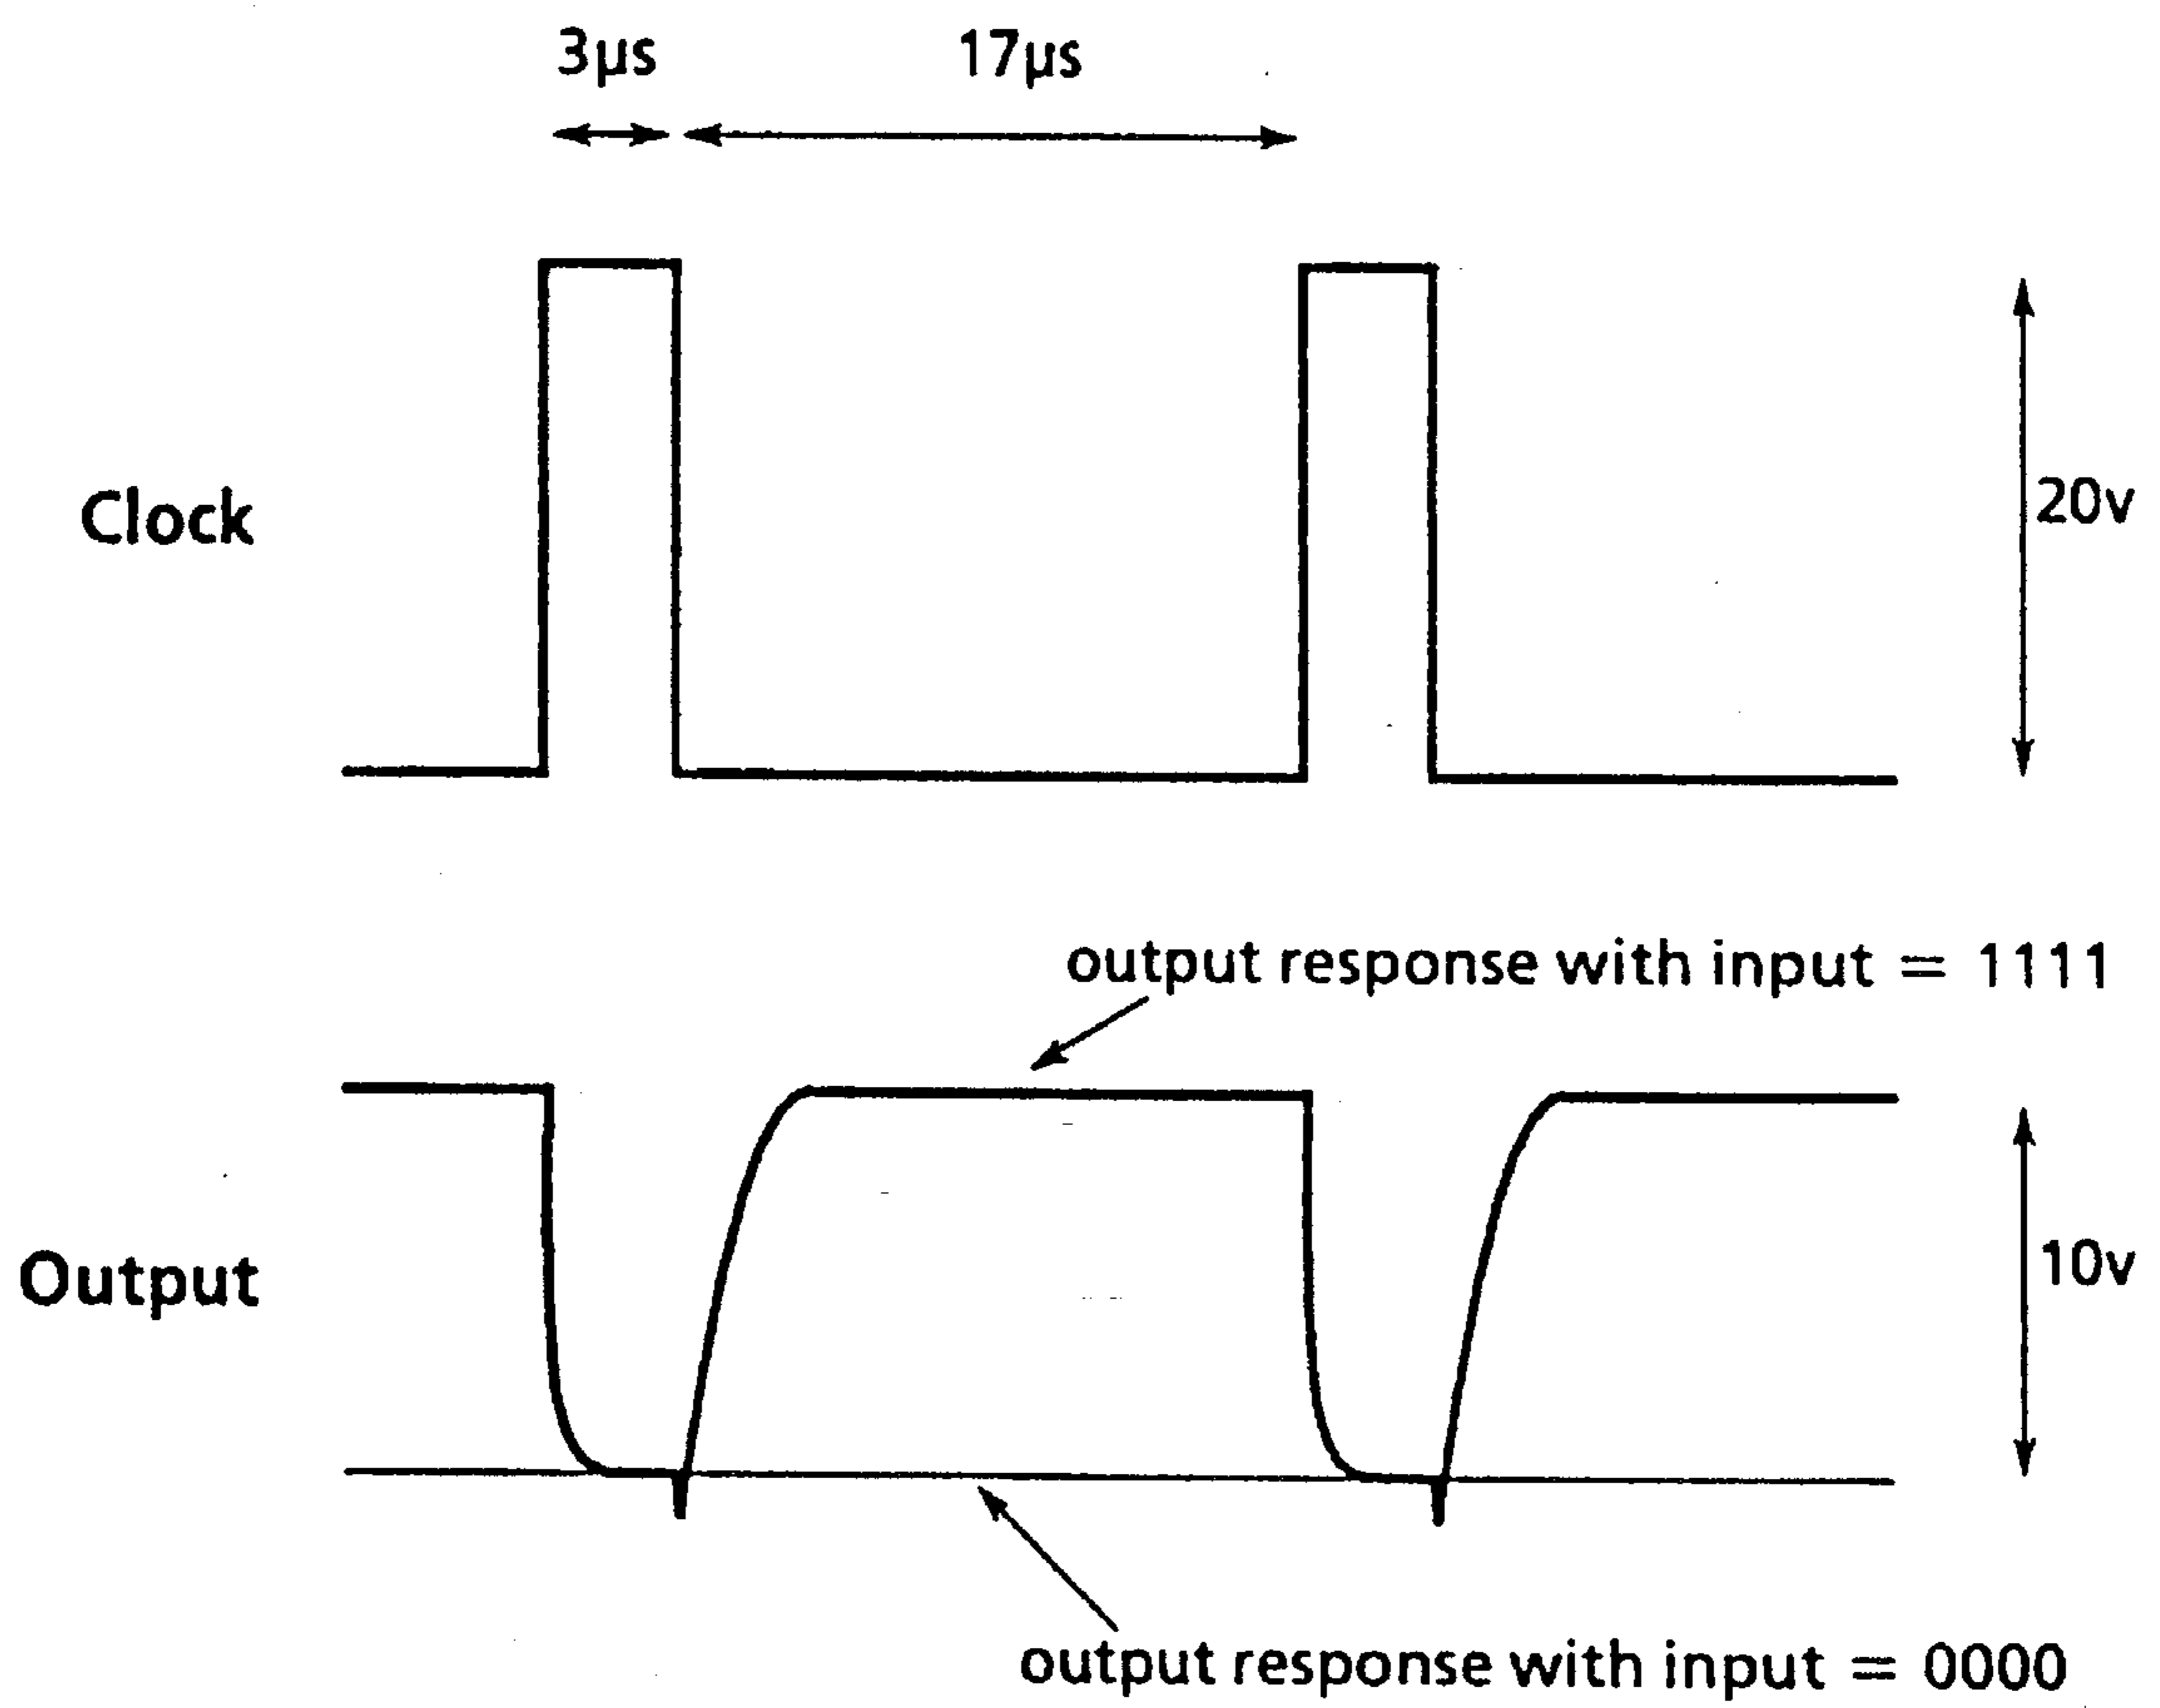 3µs
17µs
Clock
20v
output response with input = 1111
Output
10v
output response with input = 0000